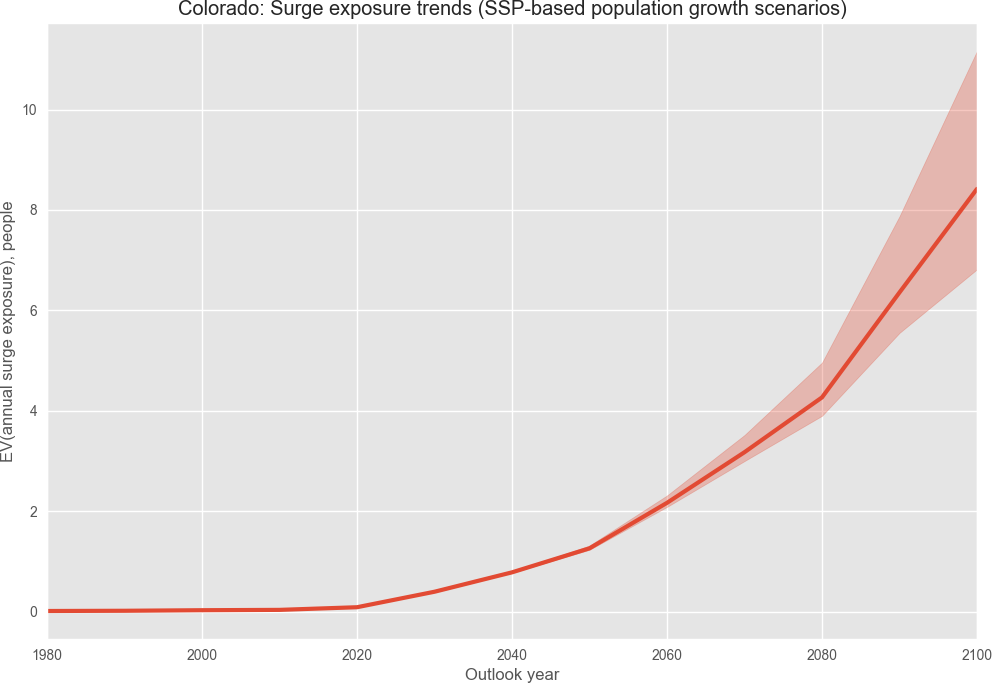 Colorado: Surge exposure trends (SSP-based population growth scenarios)
EV(annual surge exposure), people
10
8
6
4
2
0
1980 2000 2020 2040 2060 2080 2100
Outlook year